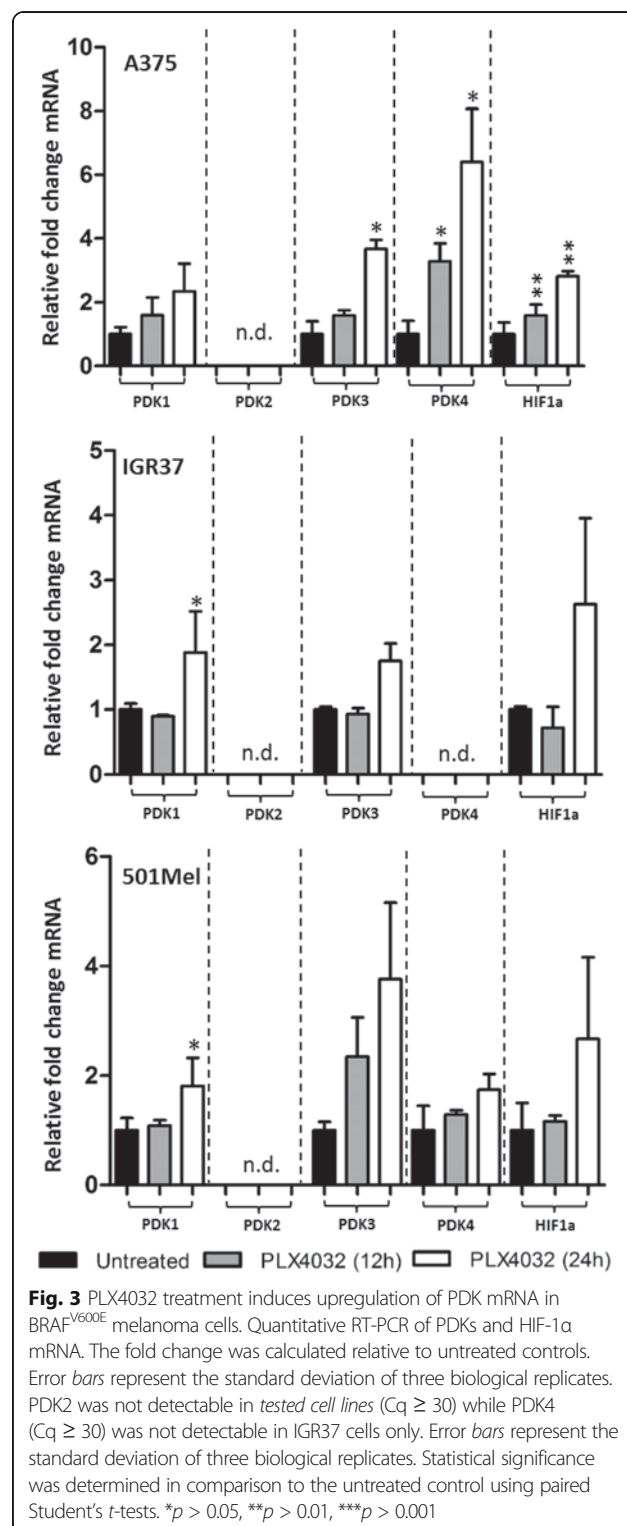 A375
Relative fold change mRNA
10
8
6
4
2
0
n.d.
*
*
*
**
**
PDK1 PDK2 PDK3 PDK4 HIF1a
IGR37
Relative fold change mRNA
5
4
3
2
1
0
*
n.d.
n.d.
PDK1 PDK2 PDK3 PDK4 HIF1a
501Mel
Relative fold change mRNA
6
4
2
0
*
n.d.
PDK1 PDK2 PDK3 PDK4 HIF1a
Untreated PLX4032 (12h) PLX4032 (24h)
Fig. 3 PLX4032 treatment induces upregulation of PDK mRNA in
BRAFV600E melanoma cells. Quantitative RT-PCR of PDKs and HIF-1α
mRNA. The fold change was calculated relative to untreated controls.
Error bars represent the standard deviation of three biological replicates.
PDK2 was not detectable in tested cell lines (Cq ≥ 30) while PDK4
(Cq ≥ 30) was not detectable in IGR37 cells only. Error bars represent the
standard deviation of three biological replicates. Statistical significance
was determined in comparison to the untreated control using paired
Student's t-tests. *p > 0.05, **p > 0.01, ***p > 0.001